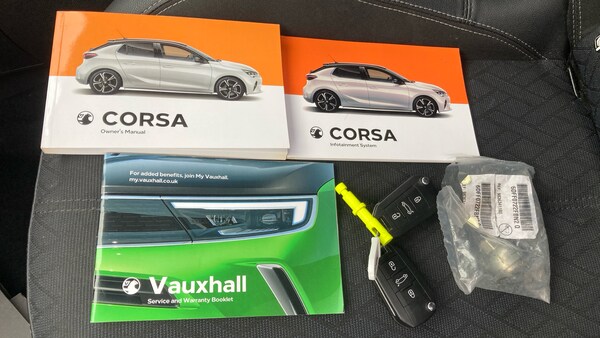 CORSA
Owner's Manual
CORSA
Infotainment System
For added benefits, join My Vauxhall.
my.vauxhall.co.uk
Vauxhall
Service and Warranty Booklet